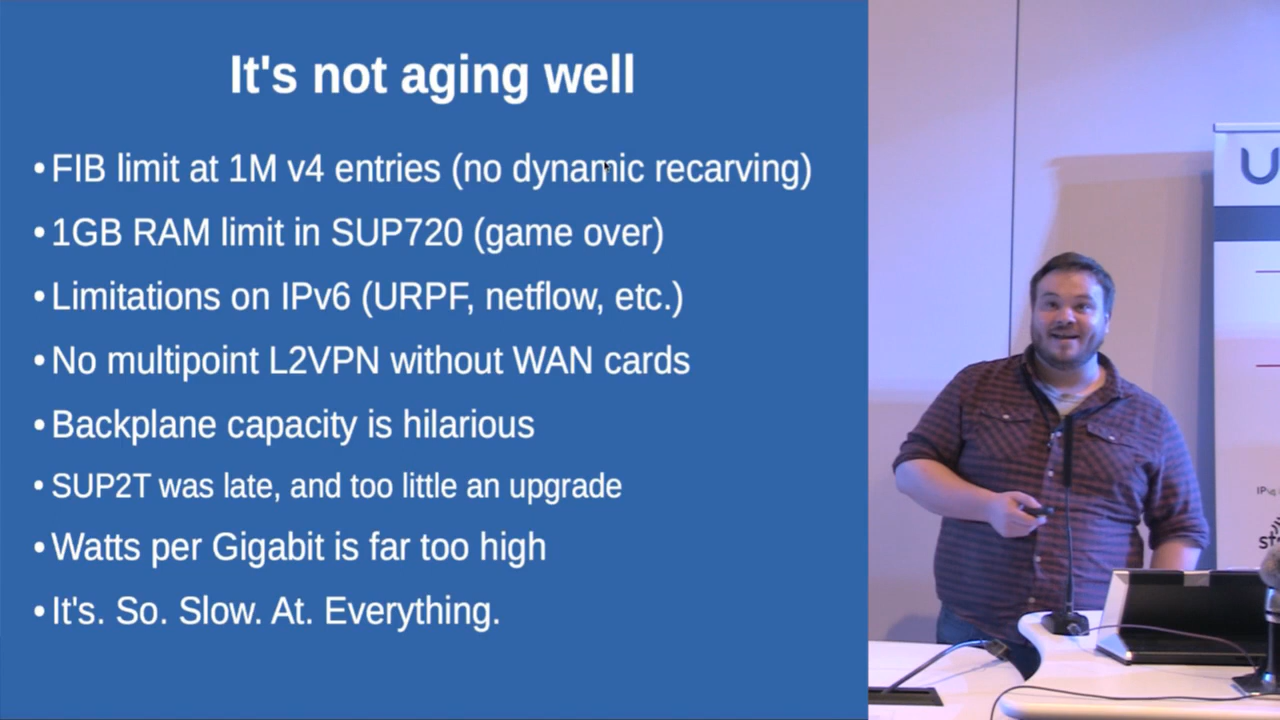 It's not aging well
• FIB limit at 1M v4 entries (no dynamic recarving)
• 1GB RAM limit in SUP720 (game over)
• Limitations on IPv6 (URPF, netflow, etc.)
• No multipoint L2VPN without WAN cards
• Backplane capacity is hilarious
• SUP2T was late, and too little an upgrade
• Watts per Gigabit is far too high
• It's. So. Slow. At. Everything.
U